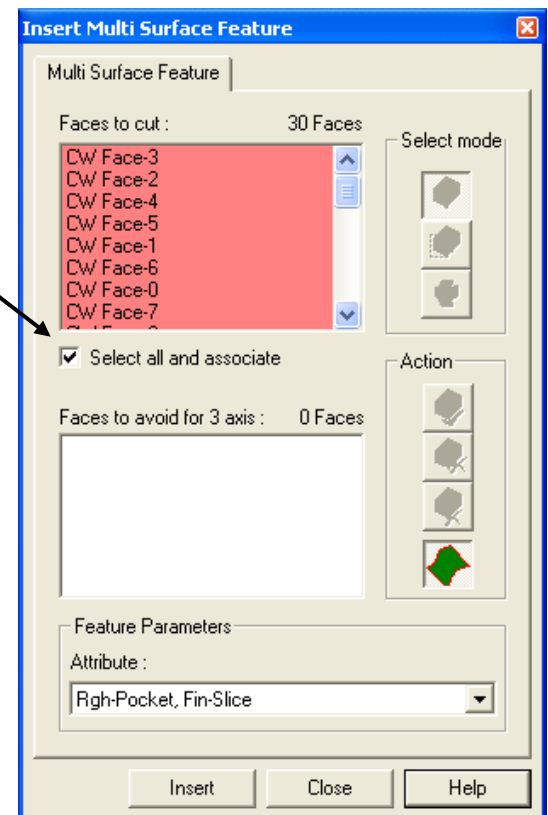 Insert Multi Surface Feature
Multi Surface Feature
Faces to cut : 30 Faces
Select mode
CW Face-3
CW Face-2
CW Face-4
CW Face-5
CW Face-1
CW Face-6
CW Face-0
CW Face-7
Select all and associate
Action
Faces to avoid for 3 axis : 0 Faces
Feature Parameters
Attribute :
Rgh-Pocket, Fin-Slice
Insert Close Help